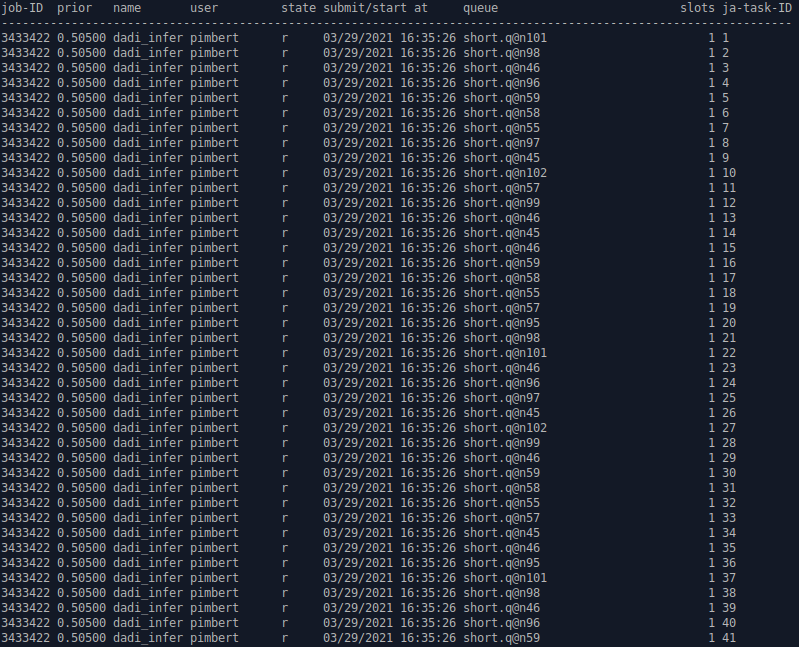 job-ID prior name user state submit/start at queue slots ja-task-ID
-----------------------------------------------------------------------------------------------------------------
3433422 0.50500 dadi_infer pimbert r 03/29/2021 16:35:26 short.q@n101 1 1
3433422 0.50500 dadi_infer pimbert r 03/29/2021 16:35:26 short.q@n98 1 2
3433422 0.50500 dadi_infer pimbert r 03/29/2021 16:35:26 short.q@n46 1 3
3433422 0.50500 dadi_infer pimbert r 03/29/2021 16:35:26 short.q@n96 1 4
3433422 0.50500 dadi_infer pimbert r 03/29/2021 16:35:26 short.q@n59 1 5
3433422 0.50500 dadi_infer pimbert r 03/29/2021 16:35:26 short.q@n58 1 6
3433422 0.50500 dadi_infer pimbert r 03/29/2021 16:35:26 short.q@n55 1 7
3433422 0.50500 dadi_infer pimbert r 03/29/2021 16:35:26 short.q@n97 1 8
3433422 0.50500 dadi_infer pimbert r 03/29/2021 16:35:26 short.q@n45 1 9
3433422 0.50500 dadi_infer pimbert r 03/29/2021 16:35:26 short.q@n102 1 10
3433422 0.50500 dadi_infer pimbert r 03/29/2021 16:35:26 short.q@n57 1 11
3433422 0.50500 dadi_infer pimbert r 03/29/2021 16:35:26 short.q@n99 1 12
3433422 0.50500 dadi_infer pimbert r 03/29/2021 16:35:26 short.q@n46 1 13
3433422 0.50500 dadi_infer pimbert r 03/29/2021 16:35:26 short.q@n45 1 14
3433422 0.50500 dadi_infer pimbert r 03/29/2021 16:35:26 short.q@n46 1 15
3433422 0.50500 dadi_infer pimbert r 03/29/2021 16:35:26 short.q@n59 1 16
3433422 0.50500 dadi_infer pimbert r 03/29/2021 16:35:26 short.q@n58 1 17
3433422 0.50500 dadi_infer pimbert r 03/29/2021 16:35:26 short.q@n55 1 18
3433422 0.50500 dadi_infer pimbert r 03/29/2021 16:35:26 short.q@n57 1 19
3433422 0.50500 dadi_infer pimbert r 03/29/2021 16:35:26 short.q@n95 1 20
3433422 0.50500 dadi_infer pimbert r 03/29/2021 16:35:26 short.q@n98 1 21
3433422 0.50500 dadi_infer pimbert r 03/29/2021 16:35:26 short.q@n101 1 22
3433422 0.50500 dadi_infer pimbert r 03/29/2021 16:35:26 short.q@n46 1 23
3433422 0.50500 dadi_infer pimbert r 03/29/2021 16:35:26 short.q@n96 1 24
3433422 0.50500 dadi_infer pimbert r 03/29/2021 16:35:26 short.q@n97 1 25
3433422 0.50500 dadi_infer pimbert r 03/29/2021 16:35:26 short.q@n45 1 26
3433422 0.50500 dadi_infer pimbert r 03/29/2021 16:35:26 short.q@n102 1 27
3433422 0.50500 dadi_infer pimbert r 03/29/2021 16:35:26 short.q@n99 1 28
3433422 0.50500 dadi_infer pimbert r 03/29/2021 16:35:26 short.q@n46 1 29
3433422 0.50500 dadi_infer pimbert r 03/29/2021 16:35:26 short.q@n59 1 30
3433422 0.50500 dadi_infer pimbert r 03/29/2021 16:35:26 short.q@n58 1 31
3433422 0.50500 dadi_infer pimbert r 03/29/2021 16:35:26 short.q@n55 1 32
3433422 0.50500 dadi_infer pimbert r 03/29/2021 16:35:26 short.q@n57 1 33
3433422 0.50500 dadi_infer pimbert r 03/29/2021 16:35:26 short.q@n45 1 34
3433422 0.50500 dadi_infer pimbert r 03/29/2021 16:35:26 short.q@n46 1 35
3433422 0.50500 dadi_infer pimbert r 03/29/2021 16:35:26 short.q@n95 1 36
3433422 0.50500 dadi_infer pimbert r 03/29/2021 16:35:26 short.q@n101 1 37
3433422 0.50500 dadi_infer pimbert r 03/29/2021 16:35:26 short.q@n98 1 38
3433422 0.50500 dadi_infer pimbert r 03/29/2021 16:35:26 short.q@n46 1 39
3433422 0.50500 dadi_infer pimbert r 03/29/2021 16:35:26 short.q@n96 1 40
3433422 0.50500 dadi_infer pimbert r 03/29/2021 16:35:26 short.q@n59 1 41